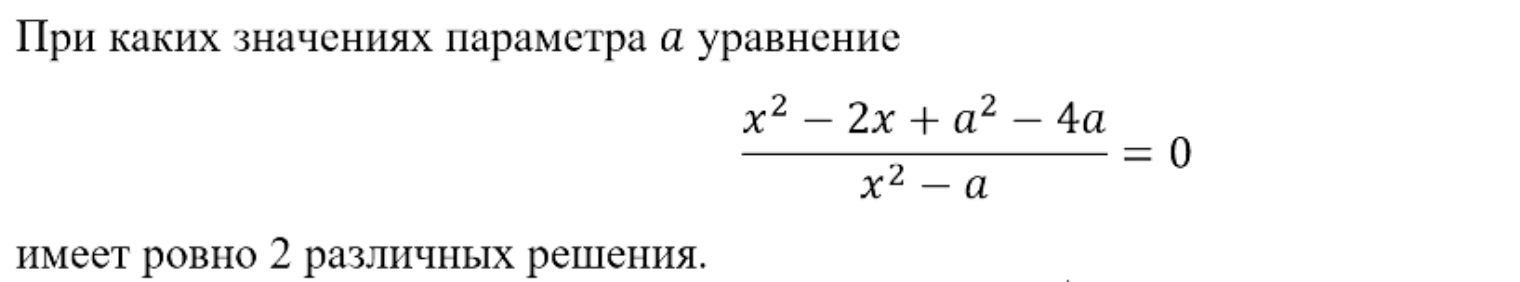 При каких значениях параметра a уравнение
\frac{x^2 - 2x + a^2 - 4a}{x^2 - a} = 0
имеет ровно 2 различных решения.